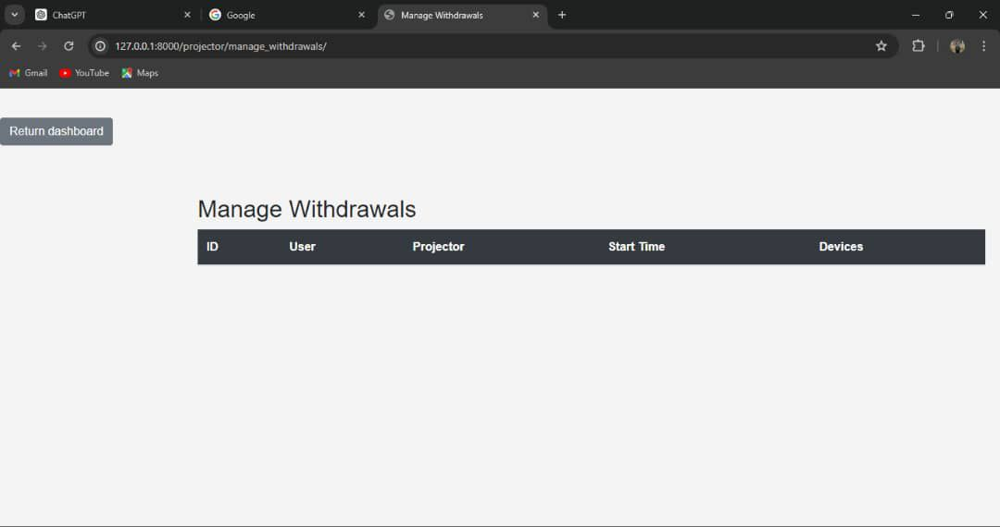 ChatGPT
Google
Manage Withdrawals
127.0.0.1:8000/projector/manage_withdrawals/
Gmail YouTube Maps
Return dashboard
Manage Withdrawals
ID User Projector Start Time Devices